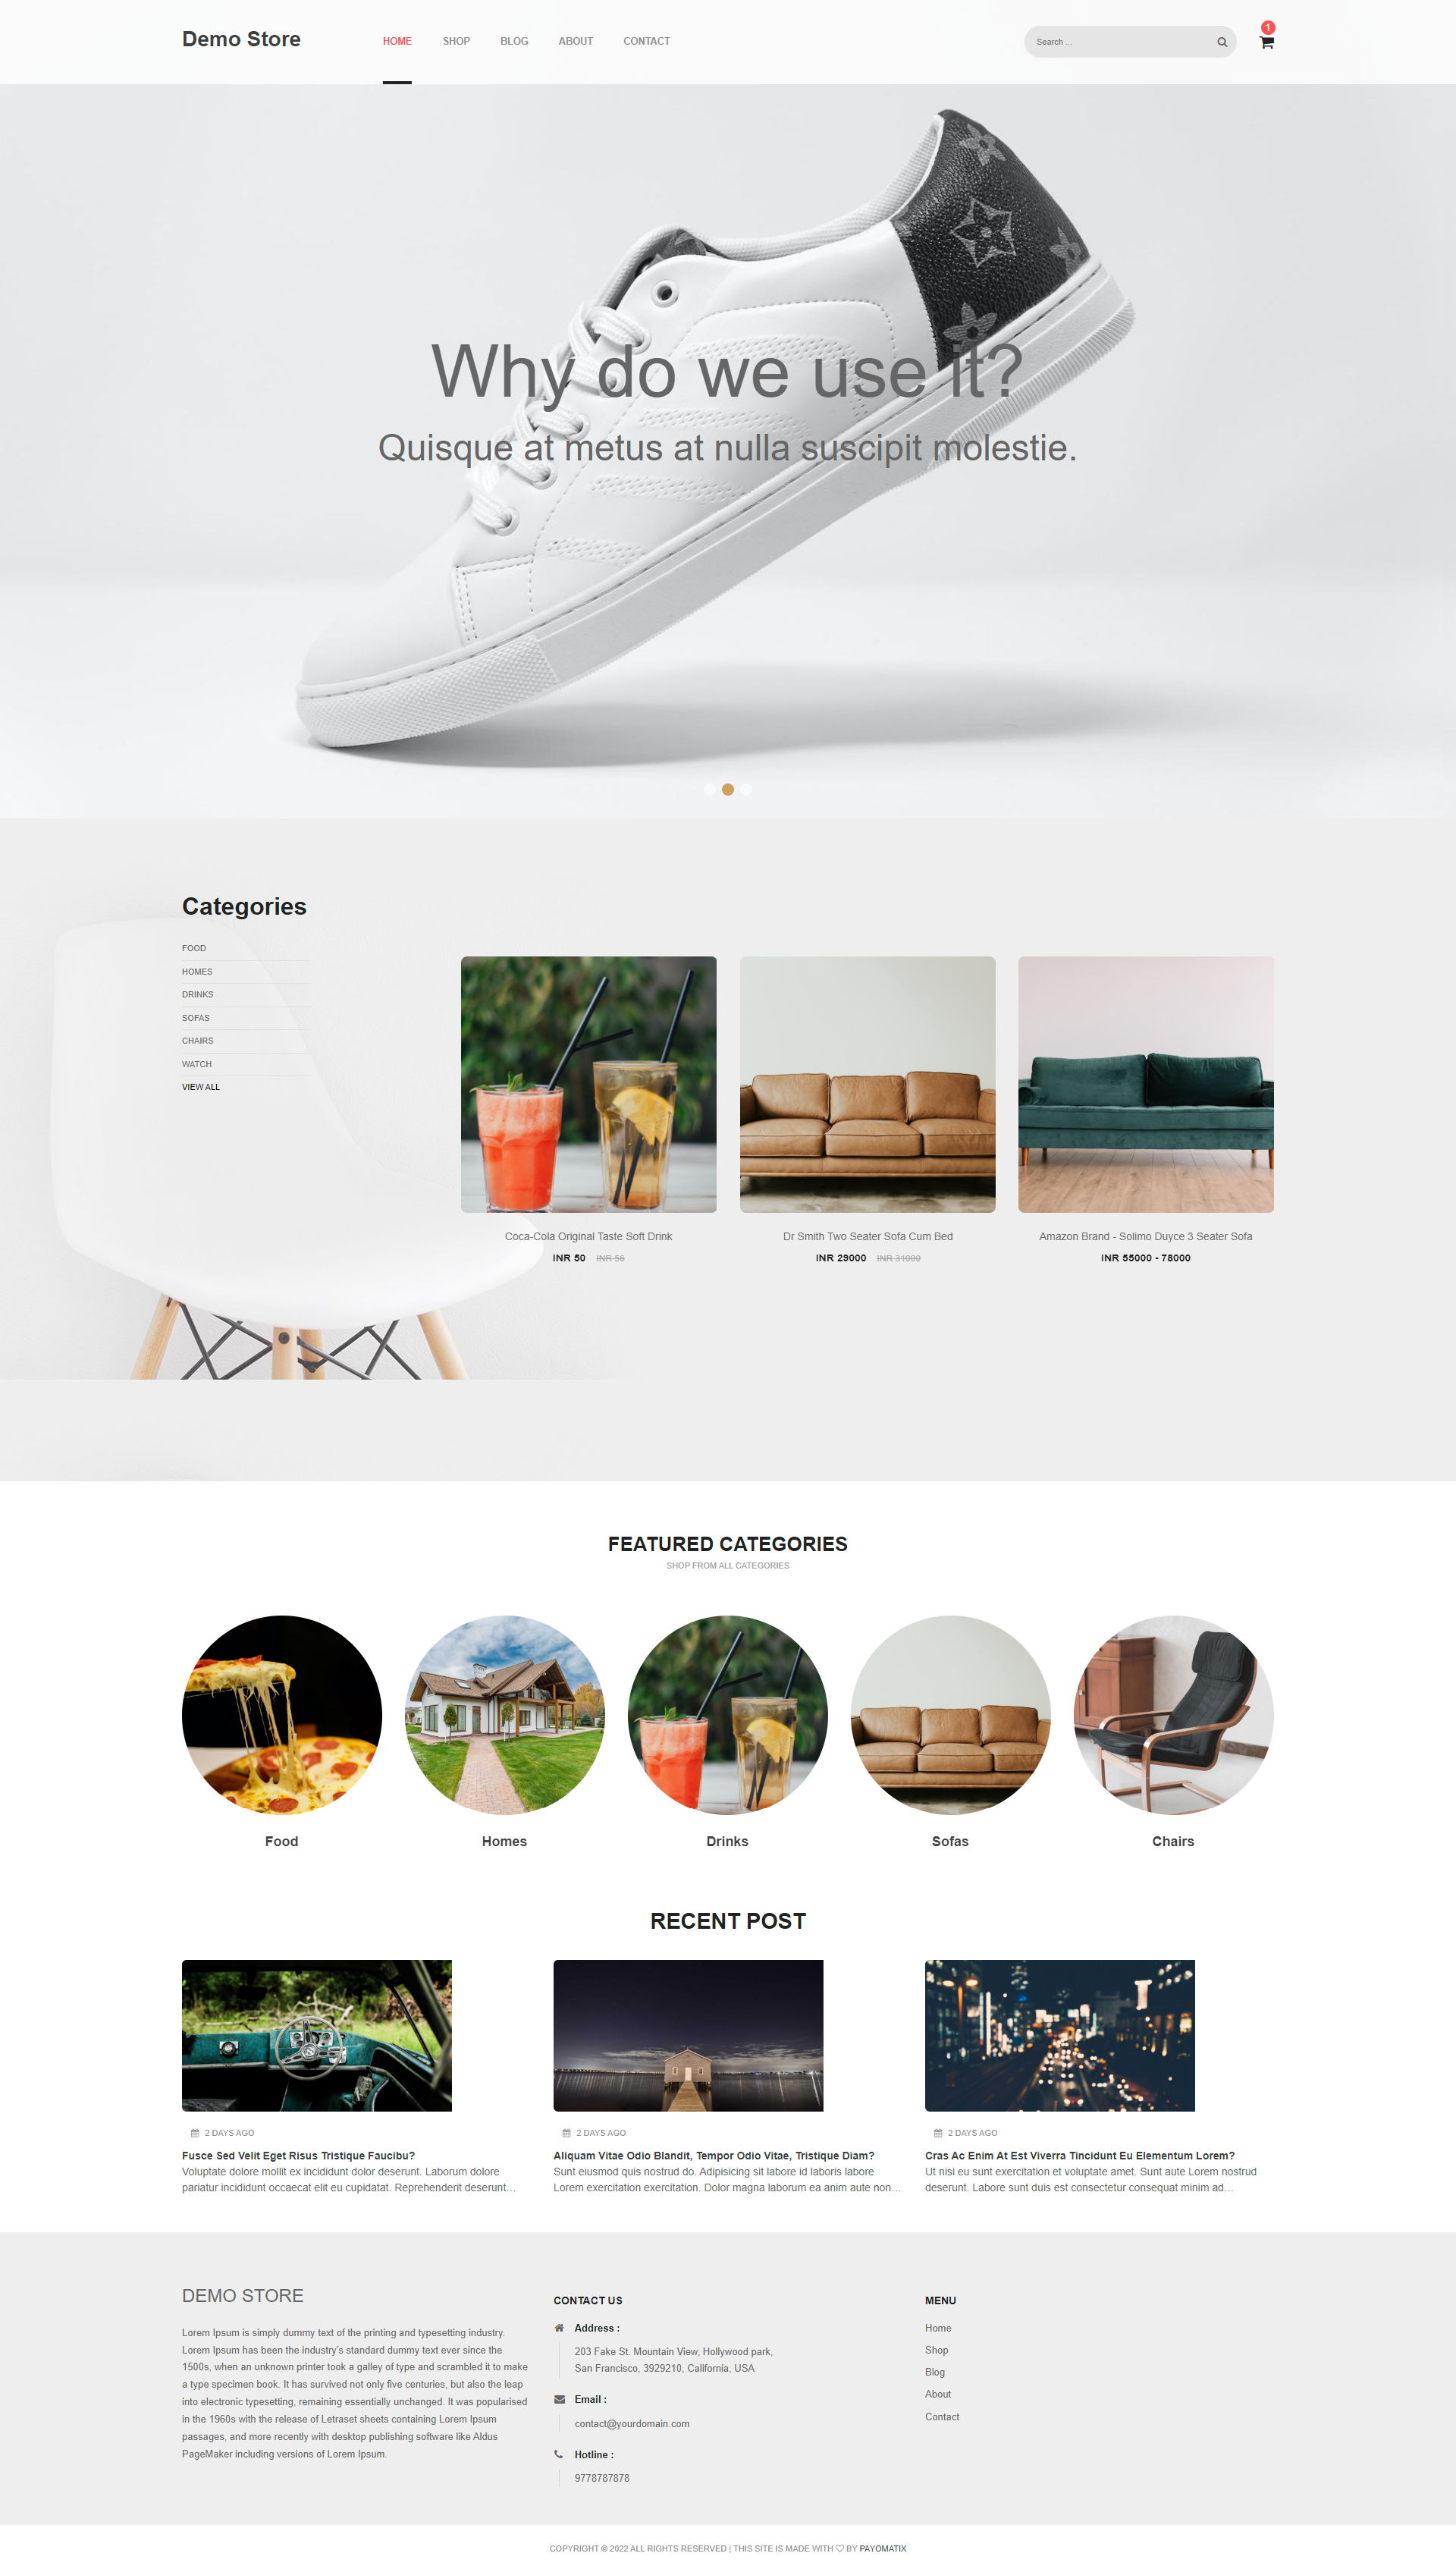 Demo Store
HOME
SHOP
BLOG
ABOUT
CONTACT
Search ...
1
Why do we use it?
Quisque at metus at nulla suscipit molestie.
Categories
FOOD
HOMES
DRINKS
SOFAS
CHAIRS
WATCH
VIEW ALL
Coca-Cola Original Taste Soft Drink
INR 50 INR 56
Dr Smith Two Seater Sofa Cum Bed
INR 29000 INR 31000
Amazon Brand - Solimo Duyce 3 Seater Sofa
INR 55000 - 78000
FEATURED CATEGORIES
SHOP FROM ALL CATEGORIES
Food
Homes
Drinks
Sofas
Chairs
RECENT POST
2 DAYS AGO
Fusce Sed Velit Eget Risus Tristique Faucibu?
Voluptate dolore mollit ex incididunt dolor deserunt. Laborum dolore
pariatur incididunt occaecat elit eu cupidatat. Reprehenderit deserunt…
2 DAYS AGO
Aliquam Vitae Odio Blandit, Tempor Odio Vitae, Tristique Diam?
Sunt eiusmod quis nostrud do. Adipisicing sit labore id laboris labore
Lorem exercitation exercitation. Dolor magna laborum ea anim aute non…
2 DAYS AGO
Cras Ac Enim At Est Viverra Tincidunt Eu Elementum Lorem?
Ut nisi eu sunt exercitation et voluptate amet. Sunt aute Lorem nostrud
deserunt. Labore sunt duis est consectetur consequat minim ad…
DEMO STORE
Lorem Ipsum is simply dummy text of the printing and typesetting industry.
Lorem Ipsum has been the industry's standard dummy text ever since the
1500s, when an unknown printer took a galley of type and scrambled it to make
a type specimen book. It has survived not only five centuries, but also the leap
into electronic typesetting, remaining essentially unchanged. It was popularised
in the 1960s with the release of Letraset sheets containing Lorem Ipsum
passages, and more recently with desktop publishing software like Aldus
PageMaker including versions of Lorem Ipsum.
CONTACT US
Address :
203 Fake St. Mountain View, Hollywood park,
San Francisco, 3929210, California, USA
Email :
contact@yourdomain.com
Hotline :
9778787878
MENU
Home
Shop
Blog
About
Contact
COPYRIGHT © 2022 ALL RIGHTS RESERVED | THIS SITE IS MADE WITH ♡ BY PAYOMATIX